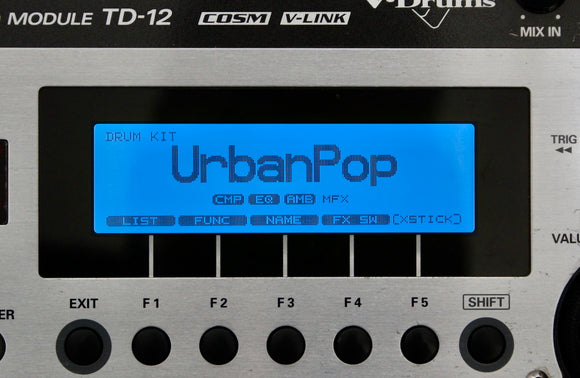 MODULE TD-12 COSM V-LINK V-Drums
MIX IN
DRUM KIT
UrbanPop
CMP EQ AMB MFX
LIST FUNC NAME FX SW [XSTICK]
TRIG
EXIT F1 F2 F3 F4 F5 SHIFT